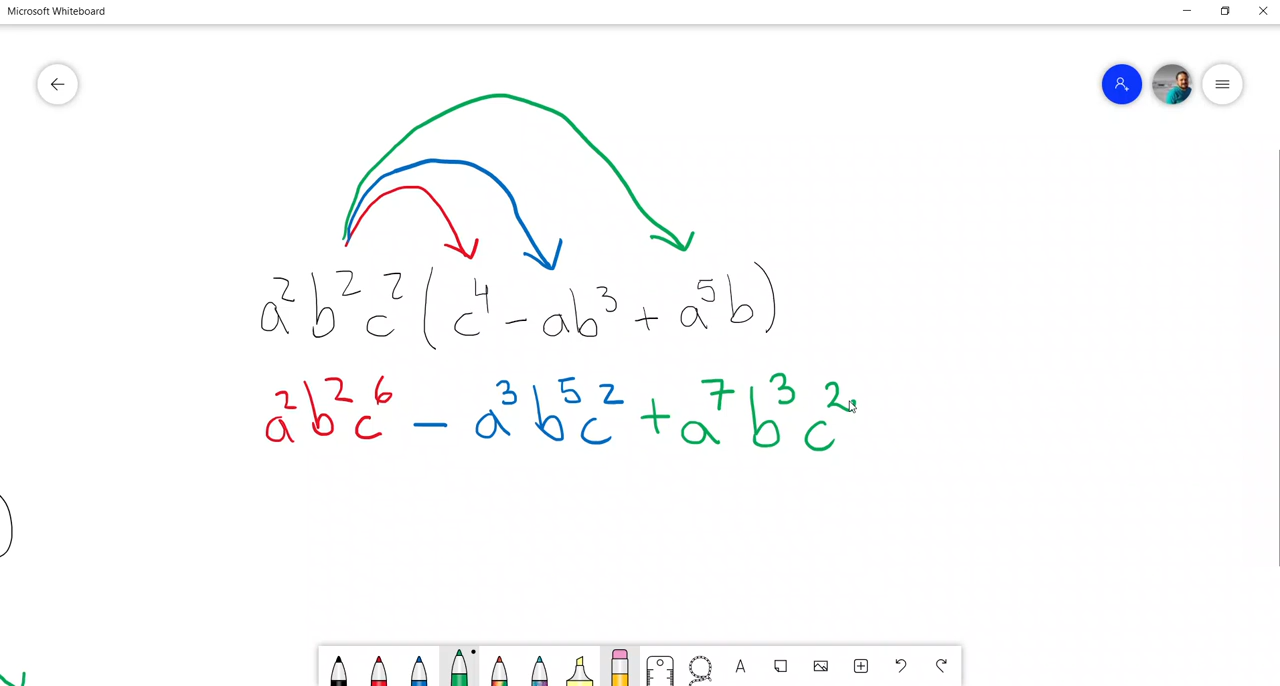 Microsoft Whiteboard
a²b²c²(c⁴ − ab³ + a⁵b)
a²b²c⁶ − a³b⁵c² + a⁷b³c²
A